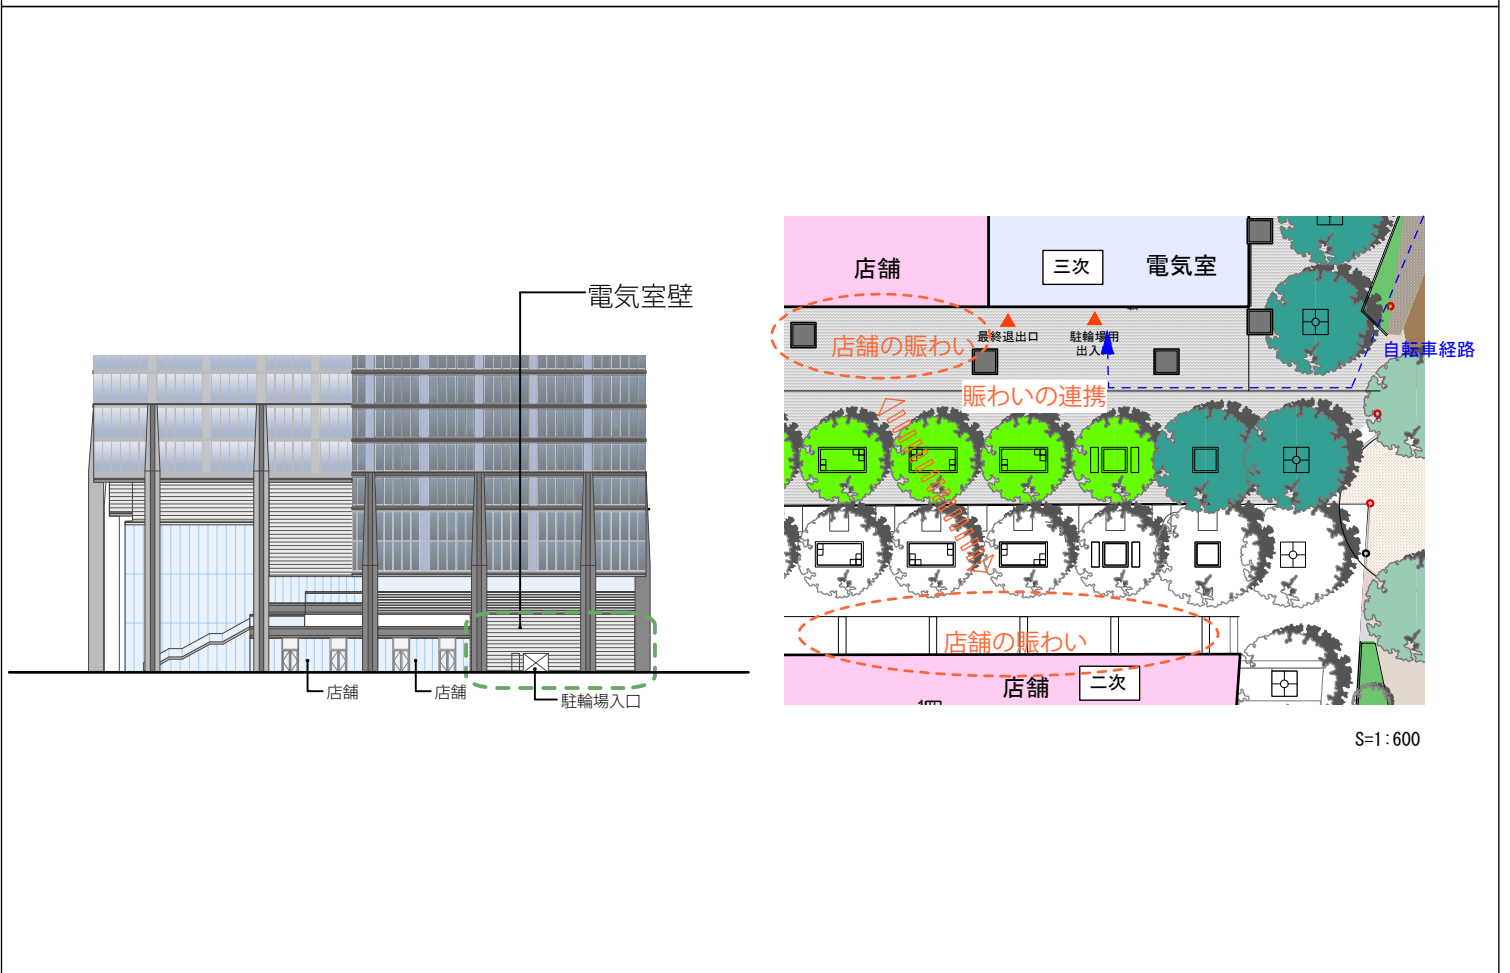 電気室壁
店舗
店舗
駐輪場入口
店舗
三次
電気室
店舗の賑わい
最終退出口
駐輪場用
出入
自転車経路
賑わいの連携
店舗の賑わい
店舗
二次
S=1:600